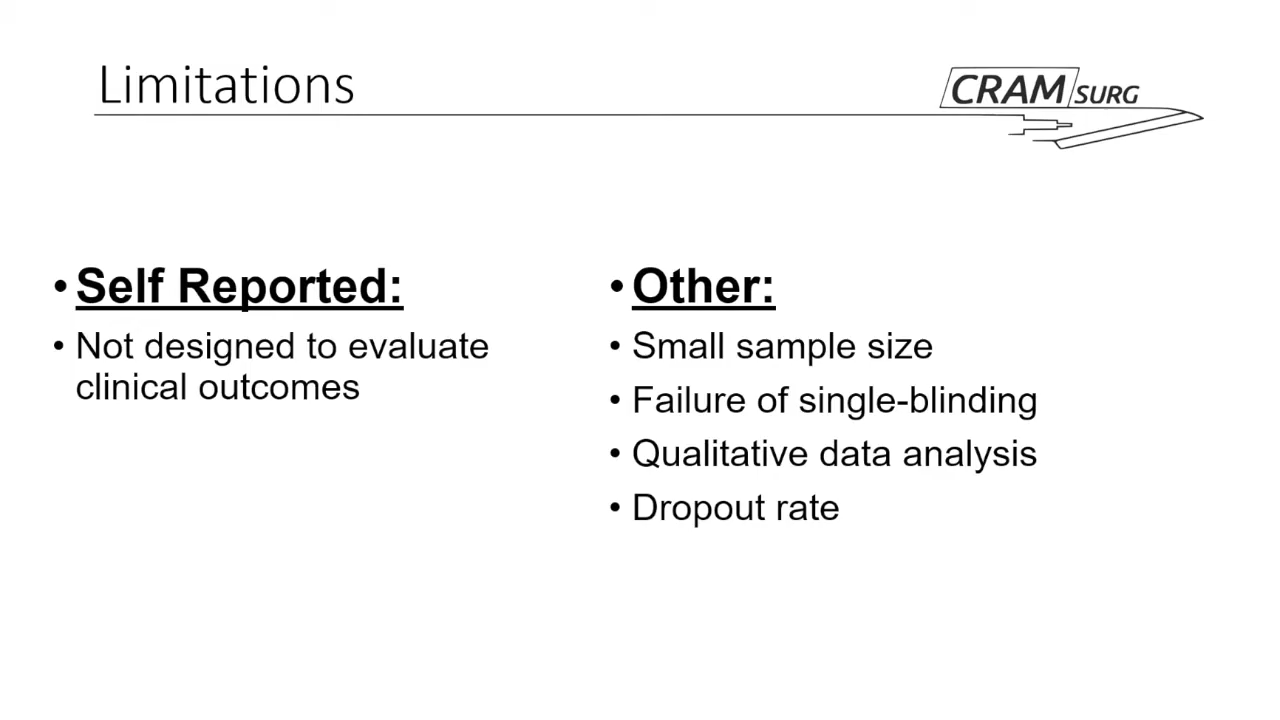 Limitations
CRAM SURG
• Self Reported:
• Not designed to evaluate
clinical outcomes
• Other:
• Small sample size
• Failure of single-blinding
• Qualitative data analysis
• Dropout rate